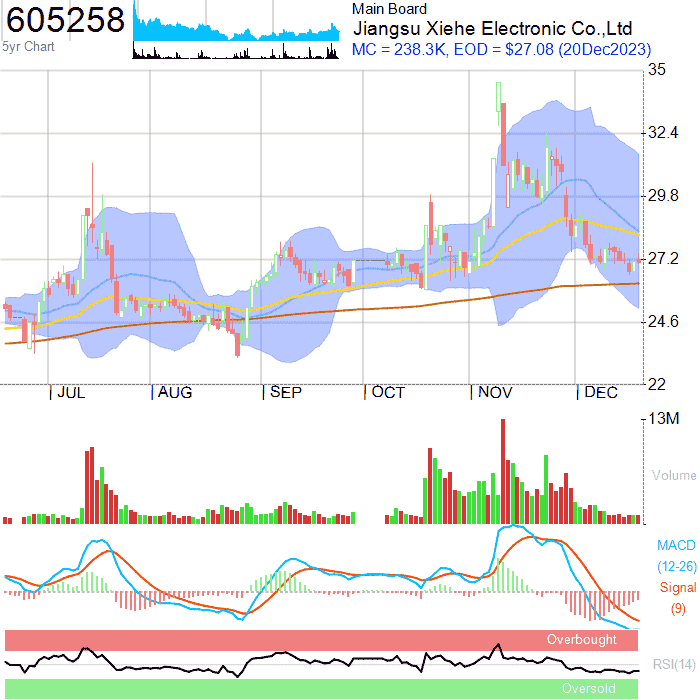 605258
5yr Chart
Main Board
Jiangsu Xiehe Electronic Co.,Ltd
MC = 238.3K, EOD = $27.08 (20Dec2023)
35
32.4
29.8
27.2
24.6
22
JUL AUG SEP OCT NOV DEC
13M
Volume
MACD
(12-26)
Signal
(9)
Overbought
RSI(14)
Oversold